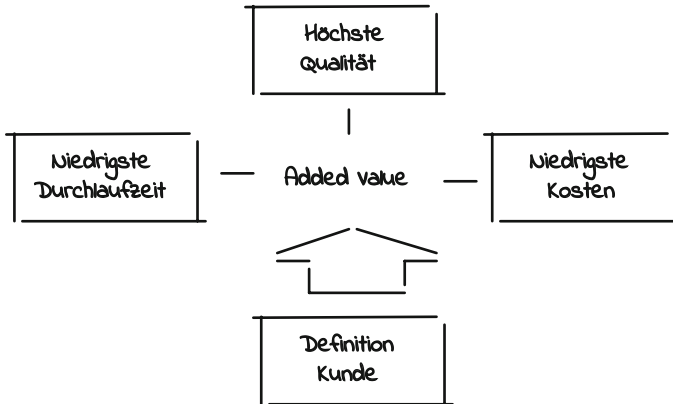 Höchste
Qualität
Niedrigste
Durchlaufzeit
Added value
Niedrigste
Kosten
Definition
Kunde